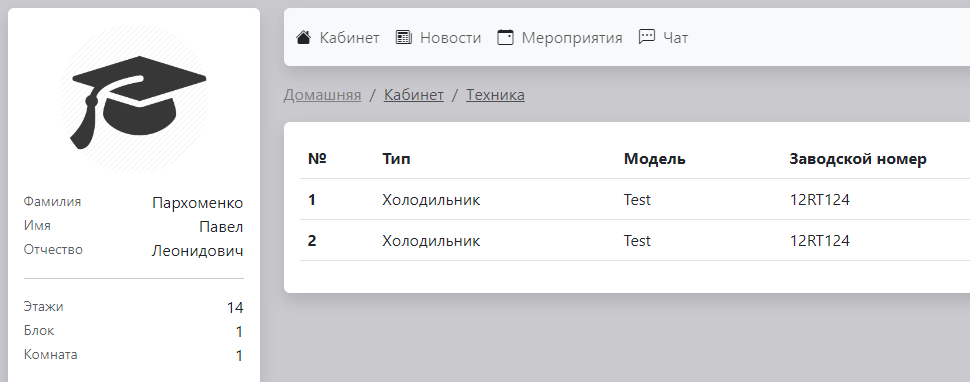 Кабинет Новости Мероприятия Чат
Домашняя / Кабинет / Техника
Фамилия Пархоменко
Имя Павел
Отчество Леонидович
Этажи 14
Блок 1
Комната 1
№ Тип Модель Заводской номер
1 Холодильник Test 12RT124
2 Холодильник Test 12RT124